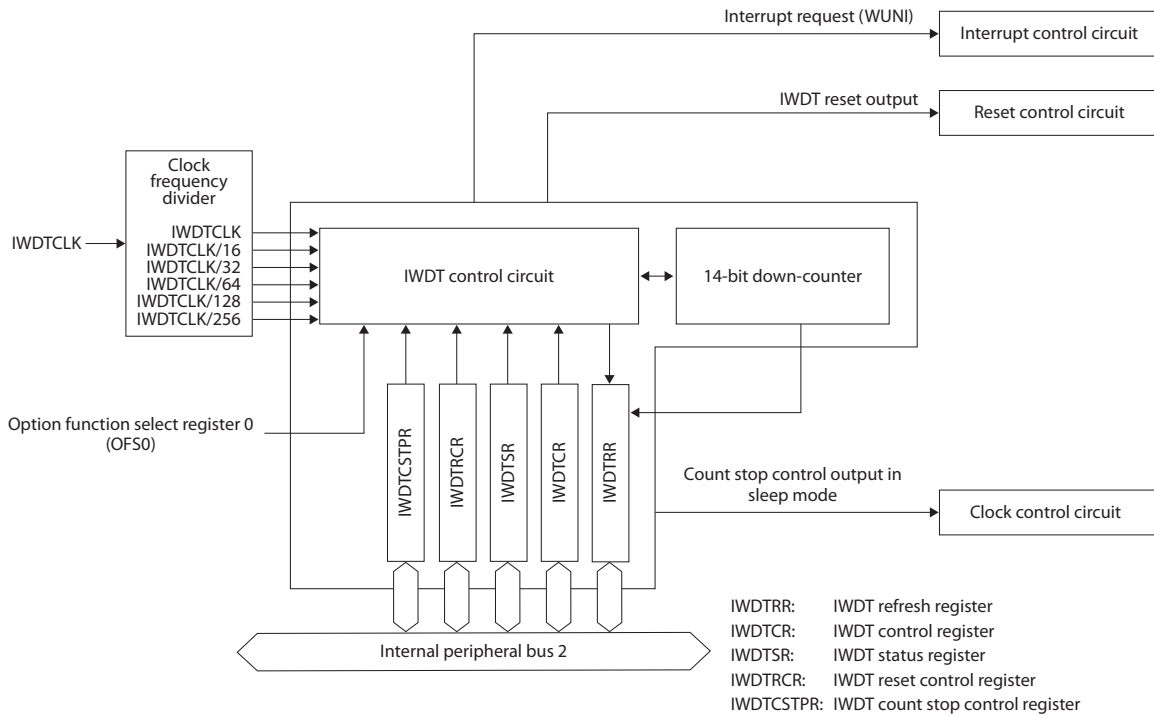 Interrupt request (WUNI)
Interrupt control circuit
IWDT reset output
Reset control circuit
Clock
frequency
divider
IWDTCLK
IWDTCLK
IWDTCLK/16
IWDTCLK/32
IWDTCLK/64
IWDTCLK/128
IWDTCLK/256
IWDT control circuit
14-bit down-counter
Option function select register 0
(OFS0)
IWDTCSTPR
IWDTRCR
IWDTSR
IWDTCR
IWDTRR
Count stop control output in
sleep mode
Clock control circuit
Internal peripheral bus 2
IWDTRR: IWDT refresh register
IWDTCR: IWDT control register
IWDTSR: IWDT status register
IWDTRCR: IWDT reset control register
IWDTCSTPR: IWDT count stop control register